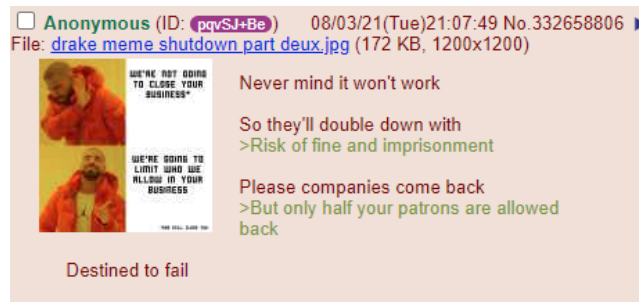 Anonymous (ID: pqvSJ+Be) 08/03/21(Tue)21:07:49 No.332658806
File: drake meme shutdown part deux.jpg (172 KB, 1200x1200)
WE'RE NOT GOING
TO CLOSE YOUR
BUSINESS*
WE'RE GOING TO
LIMIT WHO WE
ALLOW IN YOUR
BUSINESS
Never mind it won't work
So they'll double down with
>Risk of fine and imprisonment
Please companies come back
>But only half your patrons are allowed
back
Destined to fail